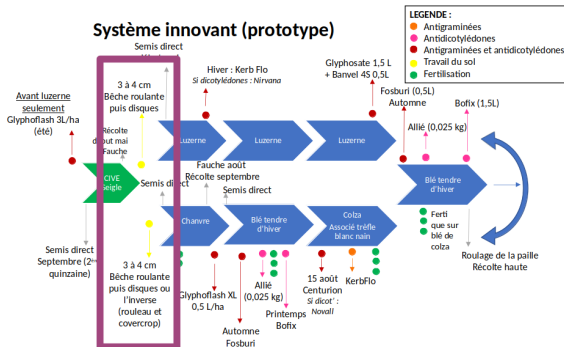 Système innovant (prototype)
LEGENDE :
Antigraminées
Antidicotylédones
Antigraminées et antidicotylédones
Travail du sol
Fertilisation
Semis direct
3 à 4 cm
Bêche roulante
puis disques
Hiver : Kerb Flo
Si dicotylédones : Nirvana
Glyphosate 1,5 L
+ Banvel 4S 0,5L
Fosburi (0,5L)
Automne
Bofix (1,5L)
Allié (0,025 kg)
Avant luzerne
seulement
Glyphoflash 3L/ha
(été)
Récolte
début mai
Fauche
Luzerne
Luzerne
Luzerne
CIVE
Seigle
Semis direct
Fauche août
Récolte septembre
Semis direct
Blé tendre
d'hiver
Chanvre
Blé tendre
d'hiver
Colza
Associé trèfle
blanc nain
Ferti
que sur
blé de
colza
Roulage de la paille
Récolte haute
Semis direct
Septembre
quinzaine)
3 à 4 cm
Bêche roulante
puis disques ou
l'inverse
(rouleau et
covercrop)
Glyphoflash XL
0,5 L/ha
Automne
Fosburi
Allié
(0,025 kg)
Printemps
Bofix
15 août
Centurion
Si dicot' :
Novall
KerbFlo